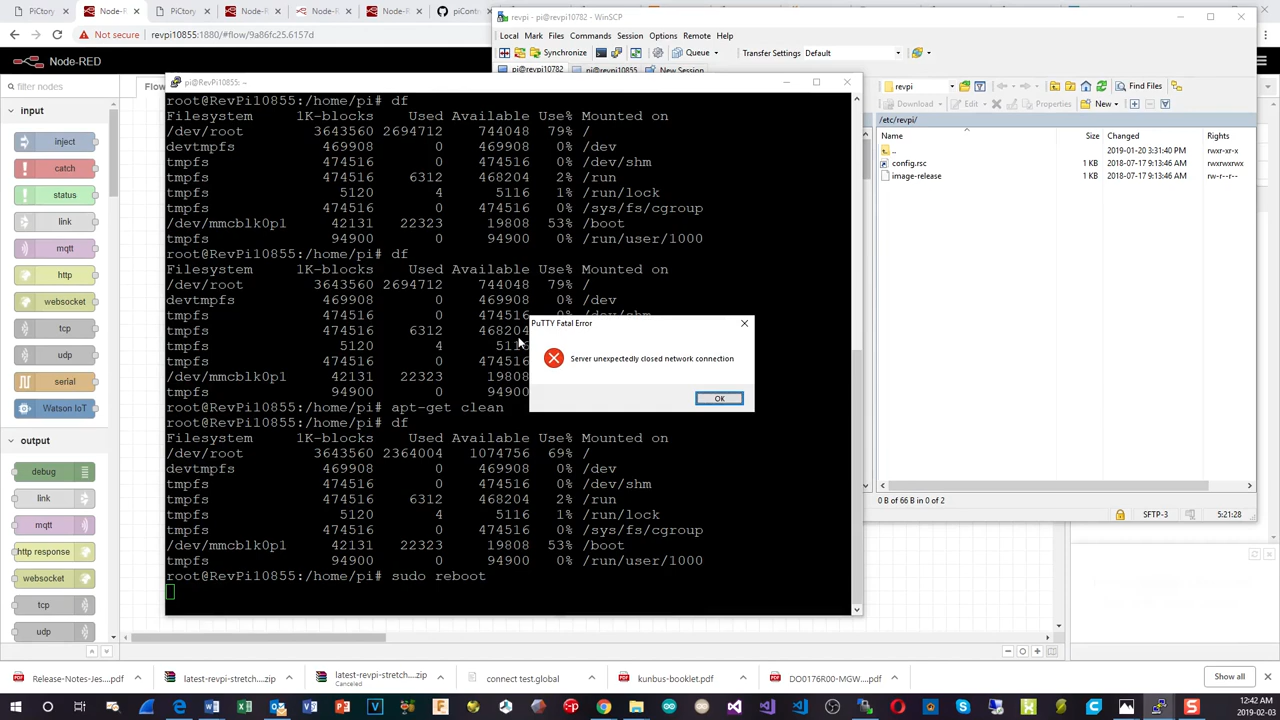 PiCtory
Node-R
PiCtory
Node-R
Node-R
Node-R
piContr
revpi - pi@revpi10782 - WinSCP
Not secure revpi10855:1880/#flow/9a86fc25.6157d
Local Mark Files Commands Session Options Remote Help
Synchronize
Queue
Transfer Settings Default
Node-RED
pi@revpi10782
pi@revpi10855
New Session
filter nodes
Flow
pi@RevPi10855: ~
revpi
Find Files
Download
Edit
Properties
New
/etc/revpi/
Name Size Changed Rights
.. 2019-01-20 3:31:40 PM rwxr-xr-x
config.rsc 1 KB 2018-07-17 9:13:46 AM rwxrwxrwx
image-release 1 KB 2018-07-17 9:13:46 AM rw-r--r--
0 B of 66 B in 0 of 2
SFTP-3
5:21:28
input
inject
catch
status
link
mqtt
http
websocket
tcp
udp
serial
Watson IoT
output
debug
link
mqtt
http response
websocket
tcp
udp
root@RevPi10855:/home/pi# df
Filesystem 1K-blocks Used Available Use% Mounted on
/dev/root 3643560 2694712 744048 79% /
devtmpfs 469908 0 469908 0% /dev
tmpfs 474516 0 474516 0% /dev/shm
tmpfs 474516 6312 468204 2% /run
tmpfs 5120 4 5116 1% /run/lock
tmpfs 474516 0 474516 0% /sys/fs/cgroup
/dev/mmcblk0p1 42131 22323 19808 53% /boot
tmpfs 94900 0 94900 0% /run/user/1000
root@RevPi10855:/home/pi# df
Filesystem 1K-blocks Used Available Use% Mounted on
/dev/root 3643560 2694712 744048 79% /
devtmpfs 469908 0 469908 0% /dev
tmpfs 474516 0
tmpfs 474516 6312 468204
tmpfs 5120 4
tmpfs 474516 0 474516
/dev/mmcblk0p1 42131 22323 19808
tmpfs 94900 0 94900
root@RevPi10855:/home/pi# apt-get clean
root@RevPi10855:/home/pi# df
Filesystem 1K-blocks Used Available Use% Mounted on
/dev/root 3643560 2364004 1074756 69% /
devtmpfs 469908 0 469908 0% /dev
tmpfs 474516 0 474516 0% /dev/shm
tmpfs 474516 6312 468204 2% /run
tmpfs 5120 4 5116 1% /run/lock
tmpfs 474516 0 474516 0% /sys/fs/cgroup
/dev/mmcblk0p1 42131 22323 19808 53% /boot
tmpfs 94900 0 94900 0% /run/user/1000
root@RevPi10855:/home/pi# sudo reboot
PuTTY Fatal Error
Server unexpectedly closed network connection
OK
Release-Notes-Jes....pdf
latest-revpi-stretch....zip
latest-revpi-stretch....zip
Canceled
connect test.global
kunbus-booklet.pdf
DO0176R00-MGW....pdf
Show all
12:42 AM
2019-02-03